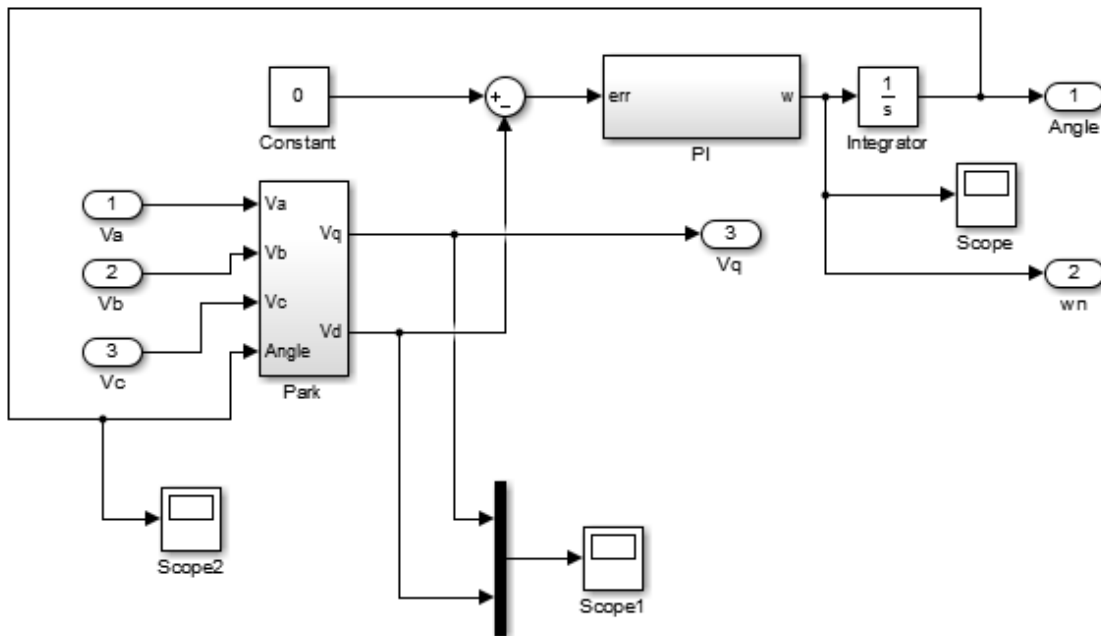 0
Constant
+
−
err
w
PI
1
s
Integrator
1
Angle
Scope
2
wn
1
Va
2
Vb
3
Vc
Va
Vb
Vc
Angle
Vq
Vd
Park
3
Vq
Scope2
Scope1